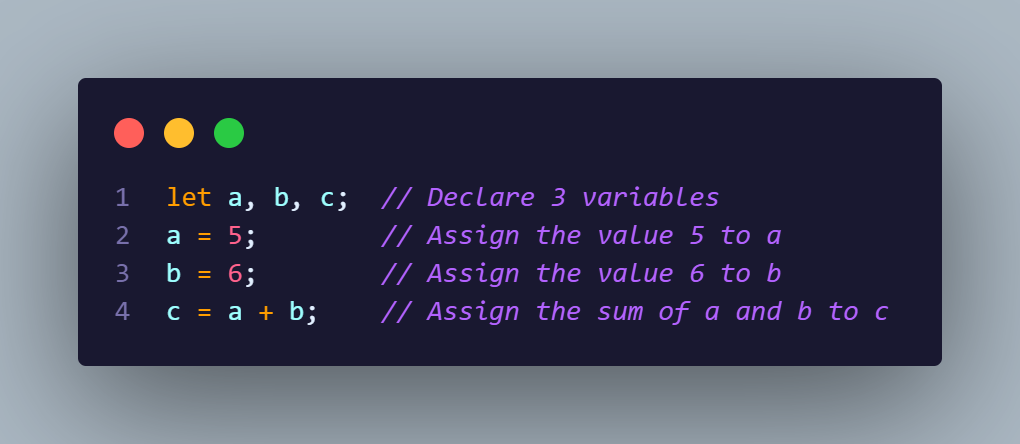 1 let a, b, c;  // Declare 3 variables
2 a = 5;        // Assign the value 5 to a
3 b = 6;        // Assign the value 6 to b
4 c = a + b;    // Assign the sum of a and b to c